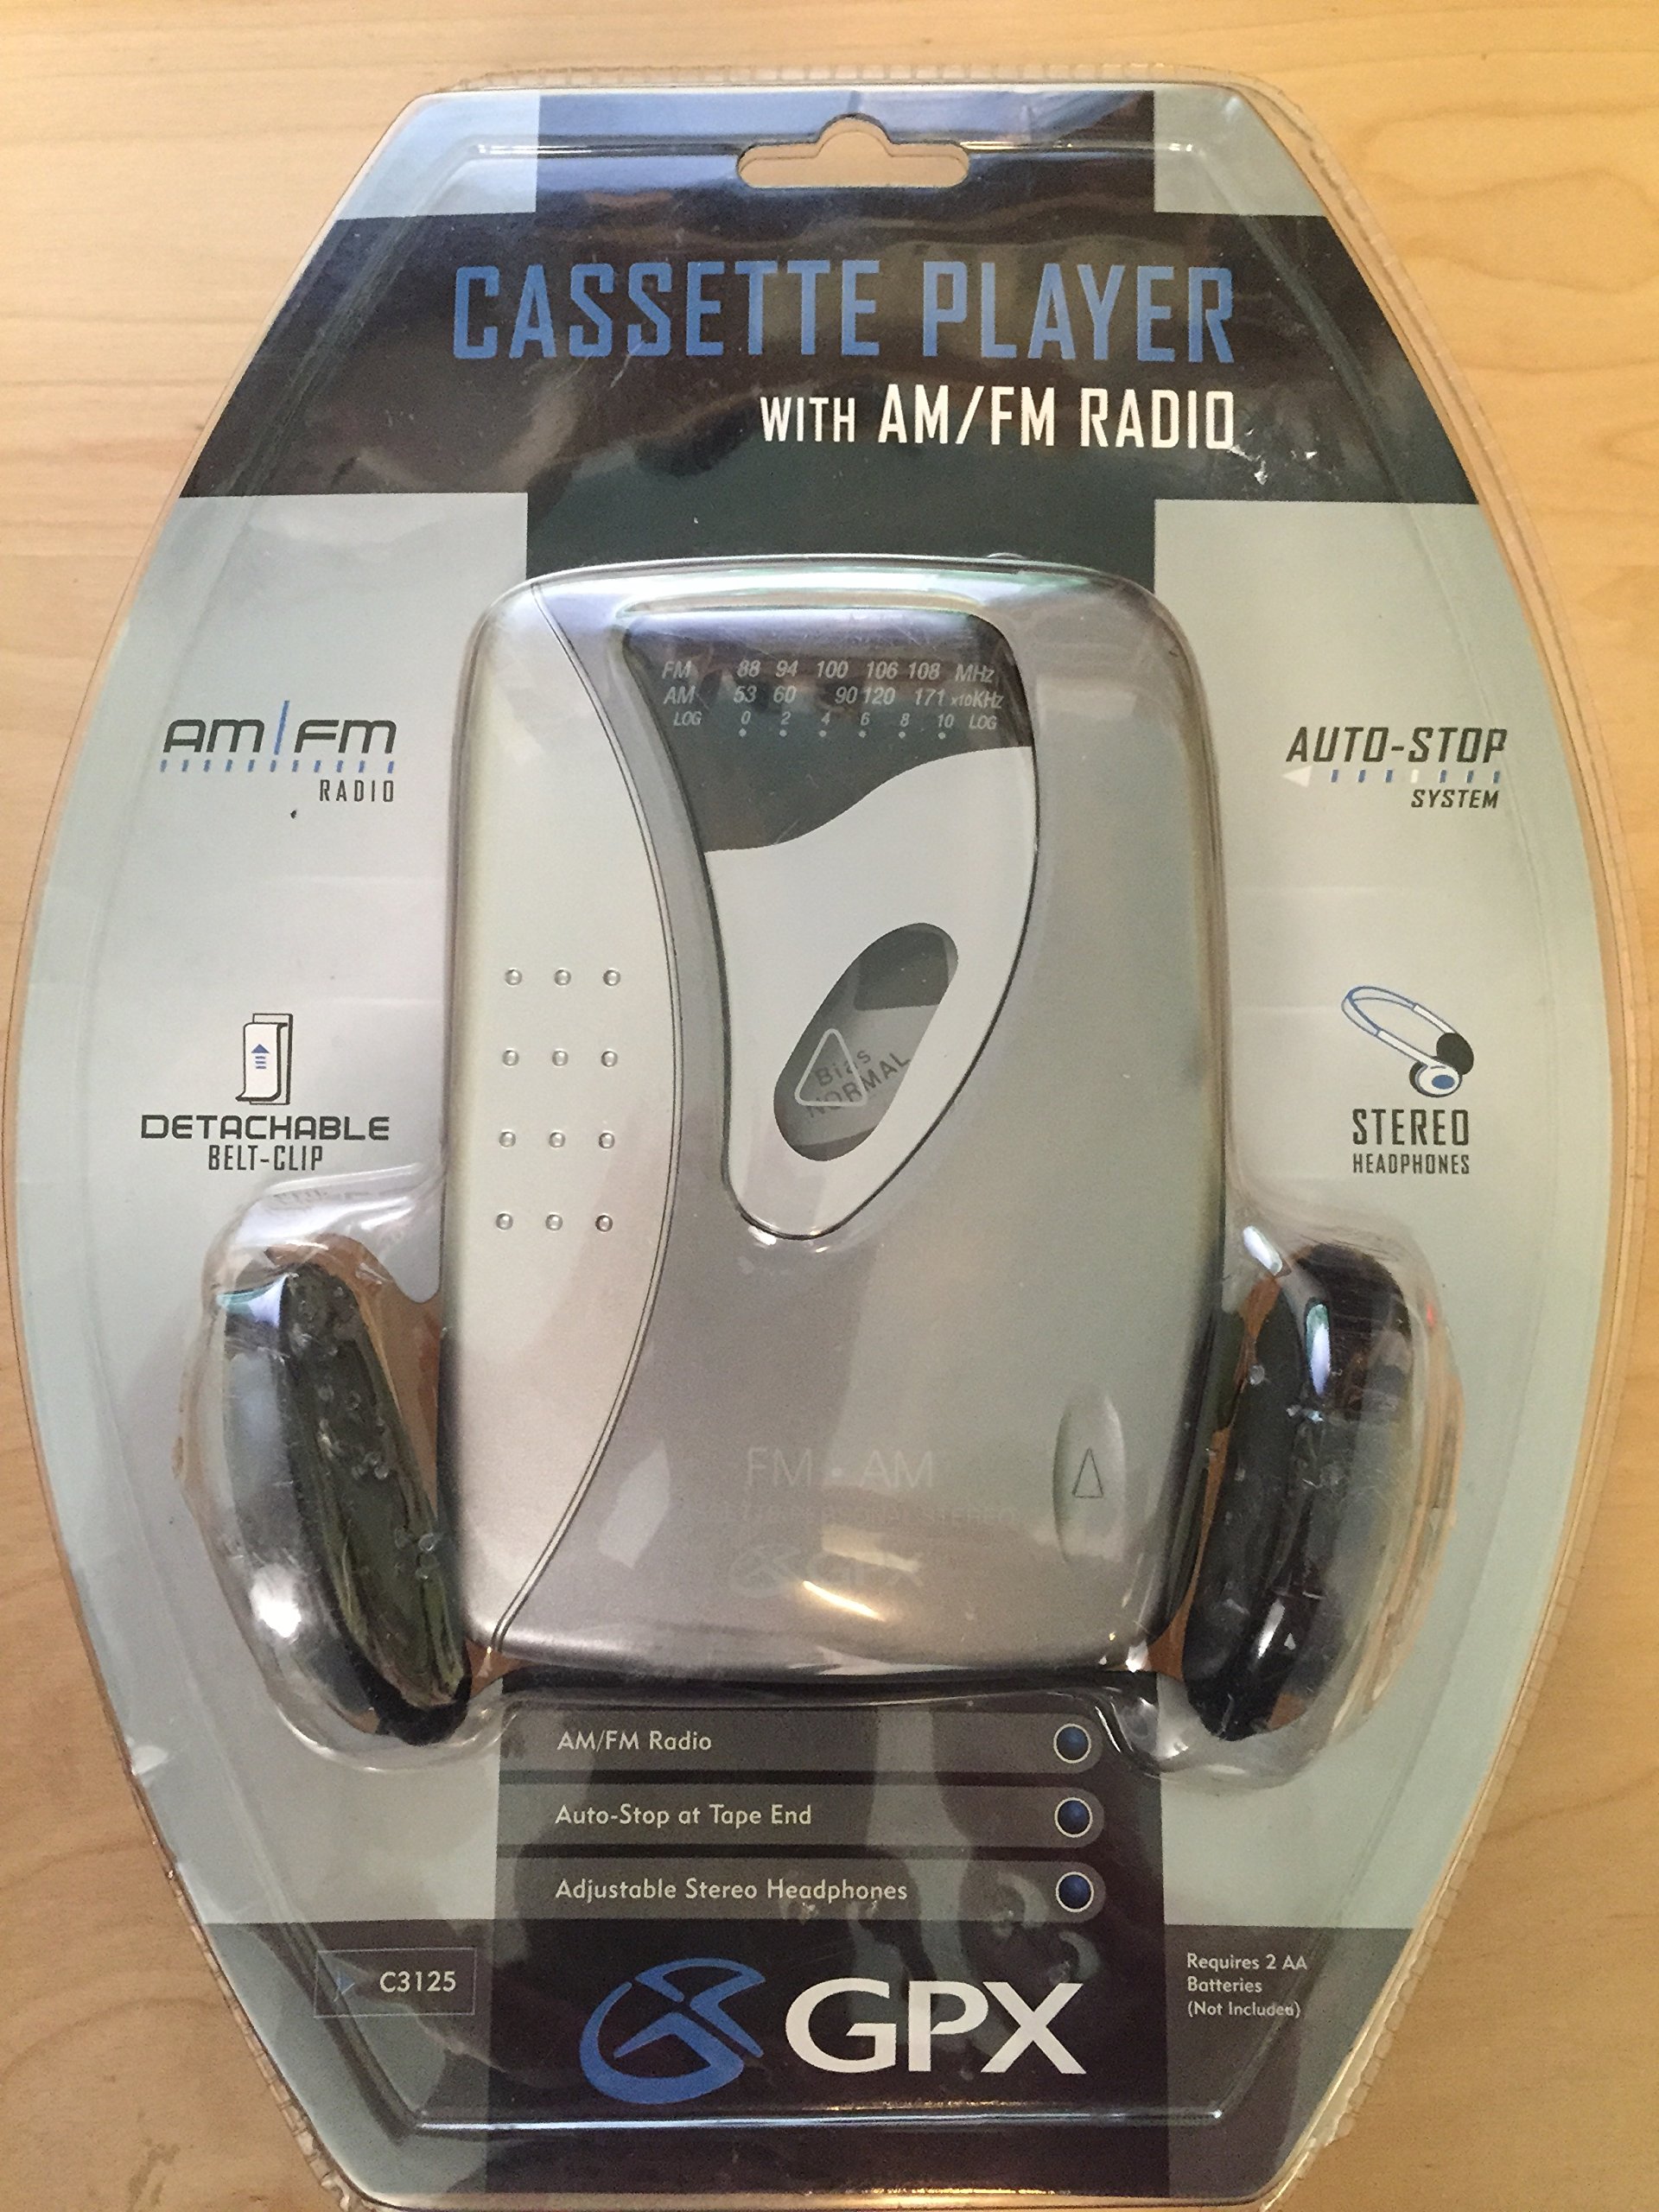 CASSETTE PLAYER
WITH AM/FM RADIO
FM 88 94 100 106 108 MHz
AM 53 60 90 120 171 x10KHz
LOG 0 2 4 6 8 10 LOG
AM|FM
RADIO
AUTO-STOP
SYSTEM
Bias
NORMAL
DETACHABLE
BELT-CLIP
STEREO
HEADPHONES
FM • AM
STEREO
GPX
AM/FM Radio
Auto-Stop at Tape End
Adjustable Stereo Headphones
C3125
GPX
Requires 2 AA
Batteries
(Not Included)